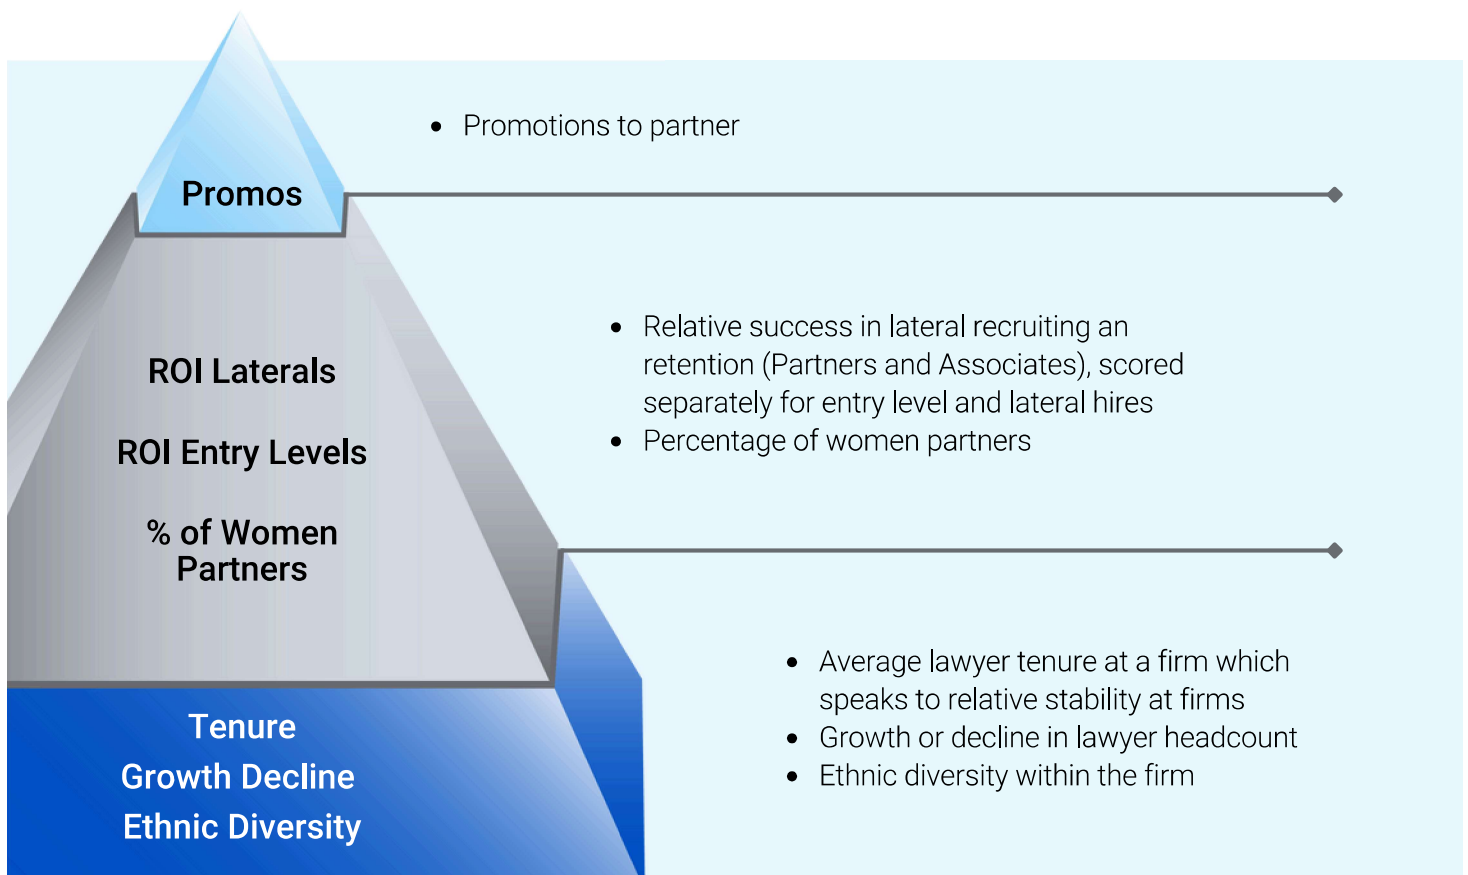 • Promotions to partner
Promos
• Relative success in lateral recruiting an
retention (Partners and Associates), scored
separately for entry level and lateral hires
• Percentage of women partners
ROI Laterals
ROI Entry Levels
% of Women
Partners
• Average lawyer tenure at a firm which
speaks to relative stability at firms
• Growth or decline in lawyer headcount
• Ethnic diversity within the firm
Tenure
Growth Decline
Ethnic Diversity